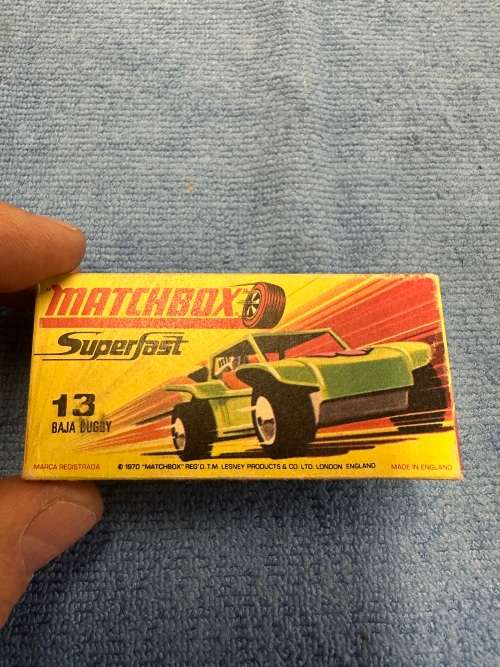 MATCHBOX
Superfast
13
BAJA BUGGY
MARCA REGISTRADA © 1970 "MATCHBOX" REG'D. T.M. LESNEY PRODUCTS & CO. LTD. LONDON ENGLAND MADE IN ENGLAND